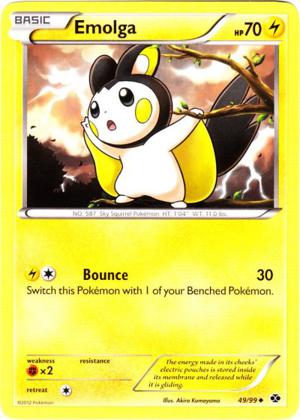 BASIC
Emolga
HP70
NO. 587 Sky Squirrel Pokémon HT: 1'04" WT: 11.0 lbs.
Bounce 30
Switch this Pokémon with 1 of your Benched Pokémon.
weakness resistance
×2
retreat
The energy made in its cheeks'
electric pouches is stored inside
its membrane and released while
it is gliding.
Illus. Akira Komayama
©2012 Pokémon
49/99